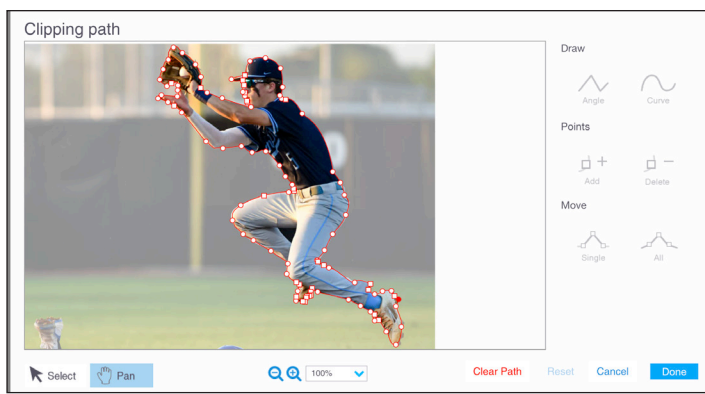 Clipping path
Draw
Angle
Curve
Points
Add
Delete
Move
Single
All
Select
Pan
100%
Clear Path
Reset
Cancel
Done